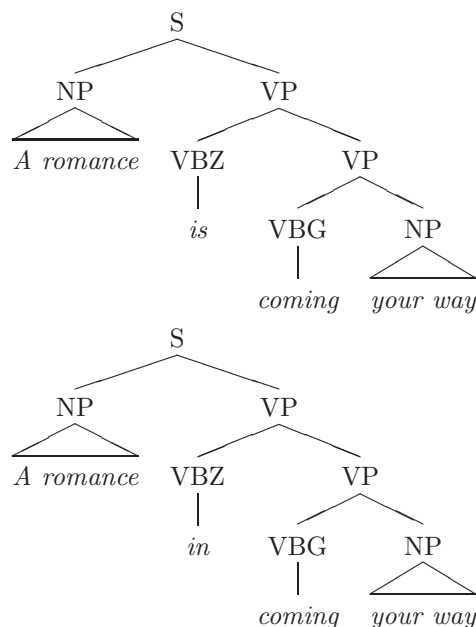 S
NP VP
A romance VBZ VP
is VBG NP
coming your way
S
NP VP
A romance VBZ VP
in VBG NP
coming your way